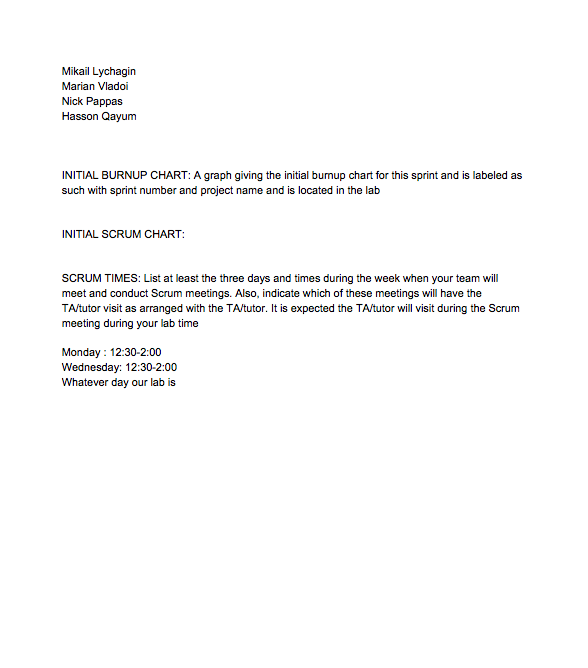 Mikail Lychagin
Marian Vladoi
Nick Pappas
Hasson Qayum
INITIAL BURNUP CHART: A graph giving the initial burnup chart for this sprint and is labeled as
such with sprint number and project name and is located in the lab
INITIAL SCRUM CHART:
SCRUM TIMES: List at least the three days and times during the week when your team will
meet and conduct Scrum meetings. Also, indicate which of these meetings will have the
TA/tutor visit as arranged with the TA/tutor. It is expected the TA/tutor will visit during the Scrum
meeting during your lab time
Monday : 12:30-2:00
Wednesday: 12:30-2:00
Whatever day our lab is